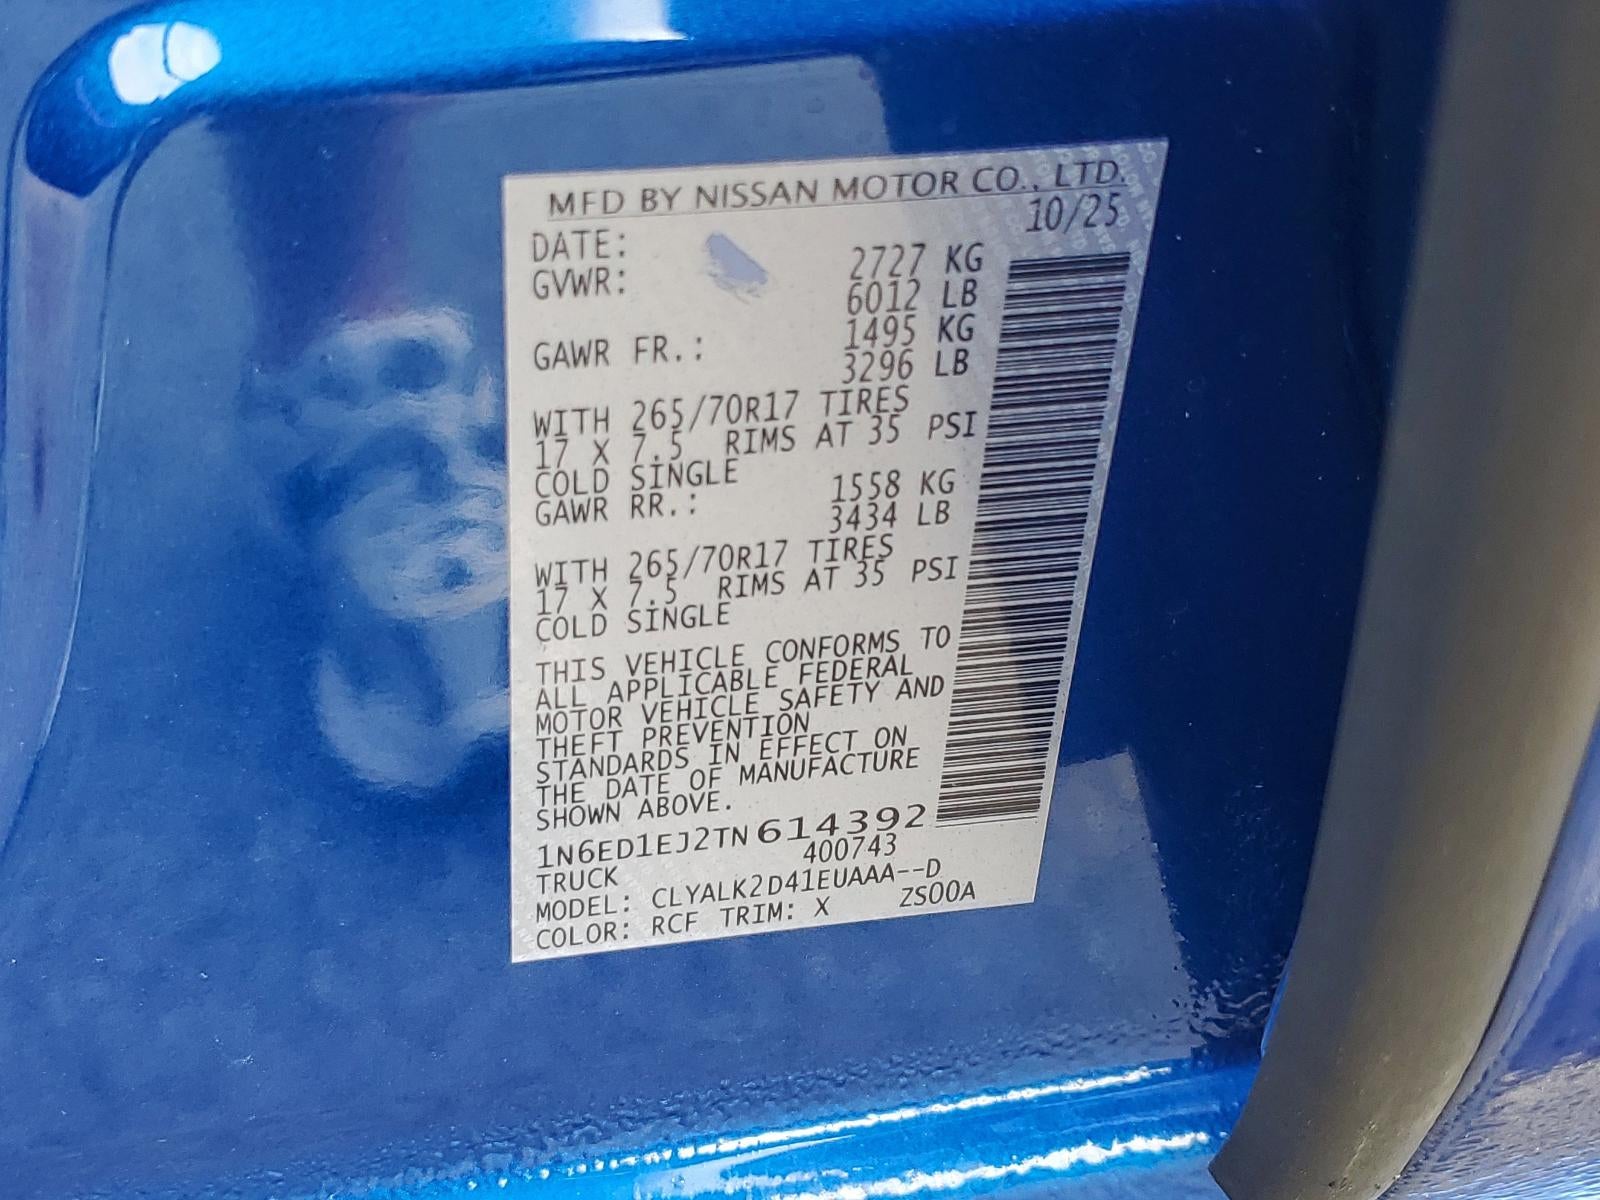 MFD BY NISSAN MOTOR CO., LTD.
DATE: 10/25
GVWR: 2727 KG
6012 LB
GAWR FR.: 1495 KG
3296 LB
WITH 265/70R17 TIRES
17 X 7.5 RIMS AT 35 PSI
COLD SINGLE
GAWR RR.: 1558 KG
3434 LB
WITH 265/70R17 TIRES
17 X 7.5 RIMS AT 35 PSI
COLD SINGLE
THIS VEHICLE CONFORMS TO
ALL APPLICABLE FEDERAL
MOTOR VEHICLE SAFETY AND
THEFT PREVENTION
STANDARDS IN EFFECT ON
THE DATE OF MANUFACTURE
SHOWN ABOVE.
1N6ED1EJ2TN614392
TRUCK 400743
MODEL: CLYALK2D41EUAAA--D
COLOR: RCF TRIM: X ZS00A